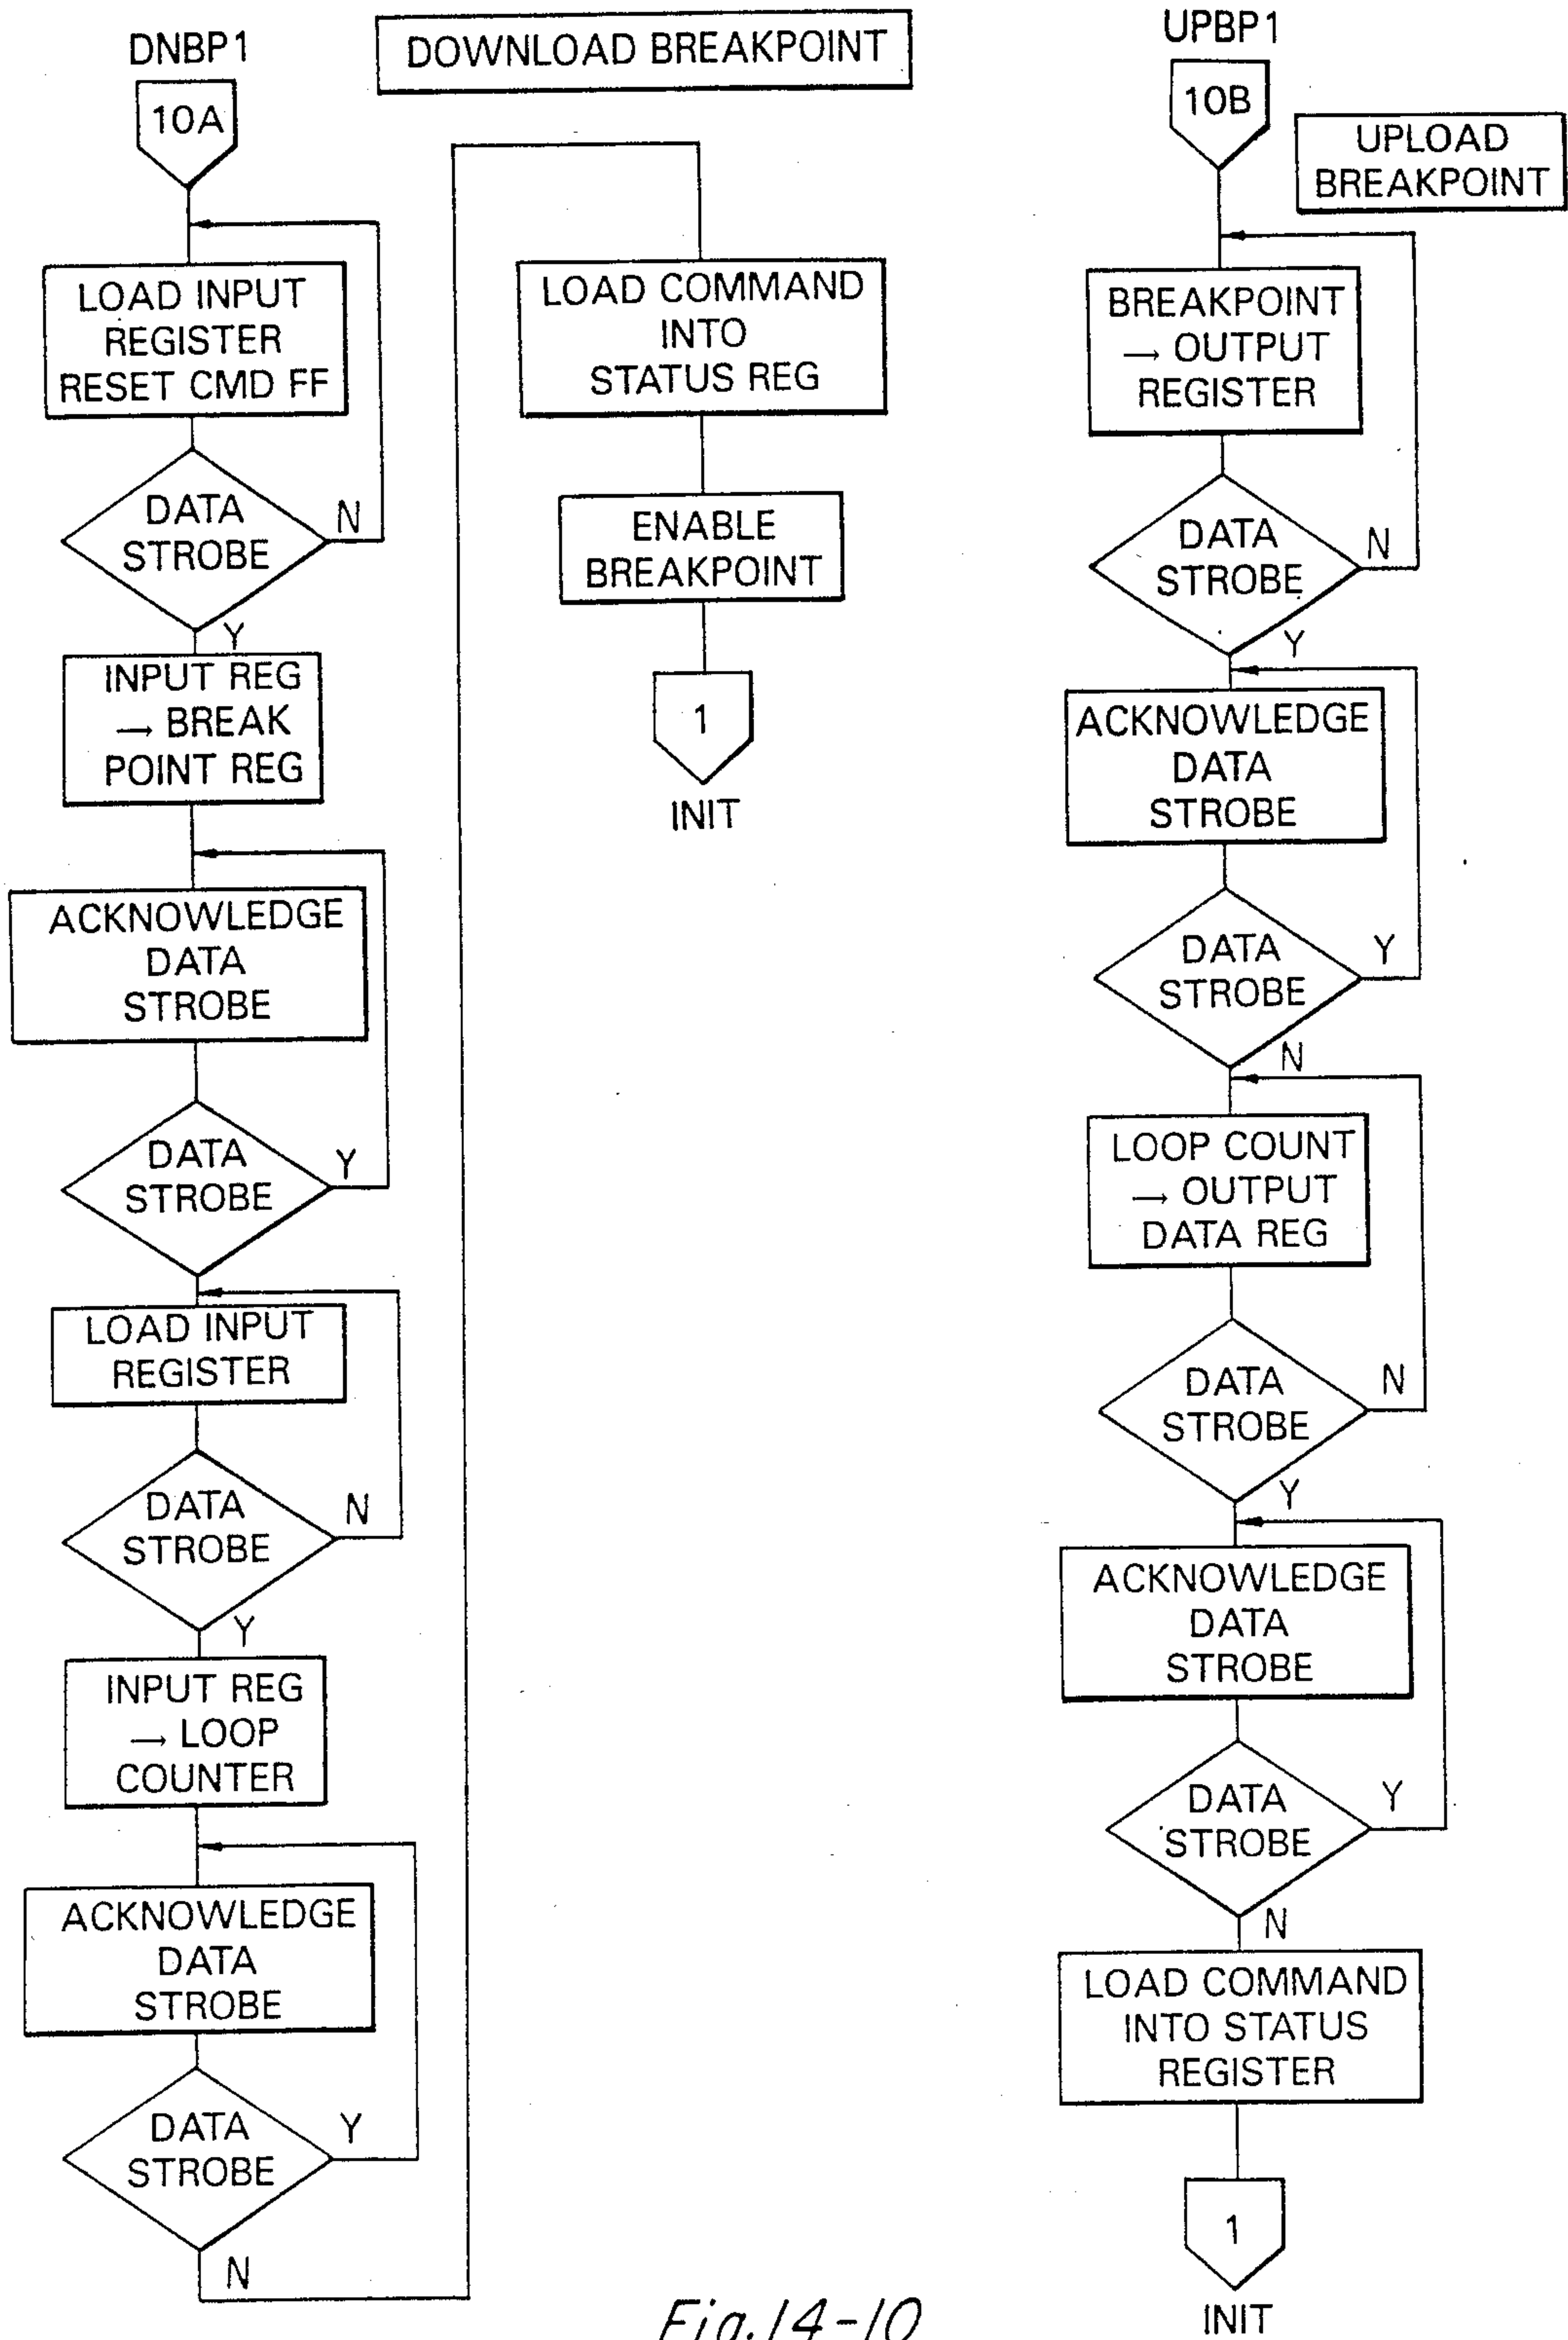 DNBP1
10A
DOWNLOAD BREAKPOINT
LOAD INPUT
REGISTER
RESET CMD FF
DATA
STROBE
N
Y
INPUT REG
→ BREAK
POINT REG
ACKNOWLEDGE
DATA
STROBE
DATA
STROBE
Y
LOAD INPUT
REGISTER
DATA
STROBE
N
Y
INPUT REG
→ LOOP
COUNTER
ACKNOWLEDGE
DATA
STROBE
DATA
STROBE
Y
N
LOAD COMMAND
INTO
STATUS REG
ENABLE
BREAKPOINT
1
INIT
UPBP1
10B
UPLOAD
BREAKPOINT
BREAKPOINT
→ OUTPUT
REGISTER
DATA
STROBE
N
Y
ACKNOWLEDGE
DATA
STROBE
DATA
STROBE
Y
N
LOOP COUNT
→ OUTPUT
DATA REG
DATA
STROBE
N
Y
ACKNOWLEDGE
DATA
STROBE
DATA
STROBE
Y
N
LOAD COMMAND
INTO STATUS
REGISTER
1
INIT
Fig.14-10